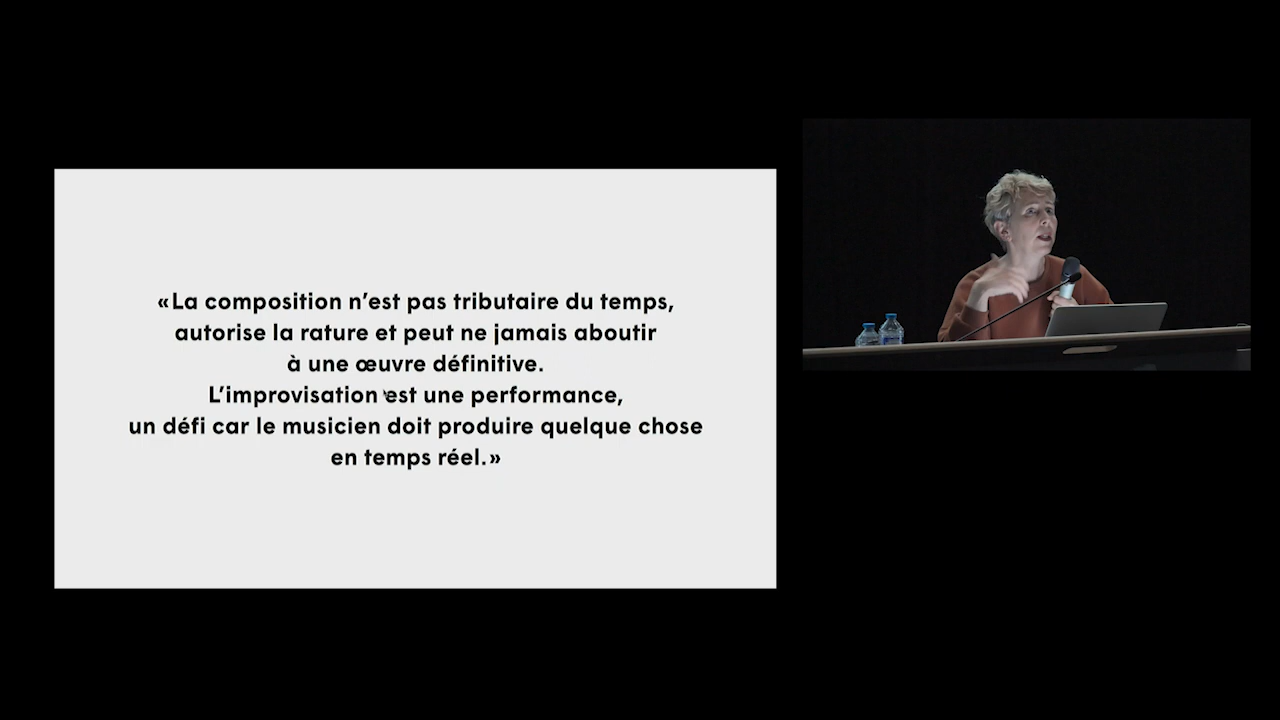 «La composition n’est pas tributaire du temps,
autorise la rature et peut ne jamais aboutir
à une œuvre définitive.
L’improvisation est une performance,
un défi car le musicien doit produire quelque chose
en temps réel.»